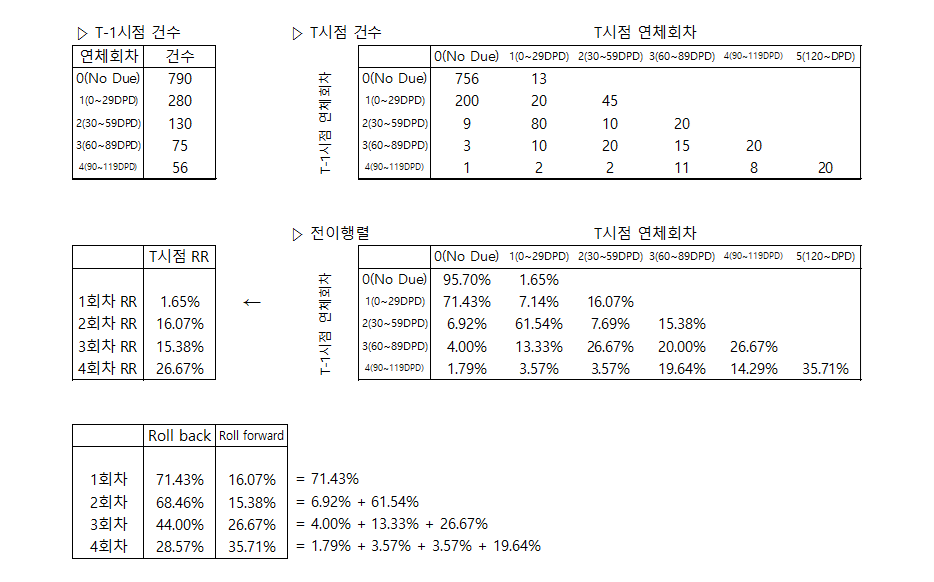 ▷ T-1시점 건수
연체회차 건수
0(No Due) 790
1(0~29DPD) 280
2(30~59DPD) 130
3(60~89DPD) 75
4(90~119DPD) 56
▷ T시점 건수 T시점 연체회차
0(No Due) 1(0~29DPD) 2(30~59DPD) 3(60~89DPD) 4(90~119DPD) 5(120~DPD)
T-1시점 연체회차
0(No Due) 756 13
1(0~29DPD) 200 20 45
2(30~59DPD) 9 80 10 20
3(60~89DPD) 3 10 20 15 20
4(90~119DPD) 1 2 2 11 8 20
T시점 RR
1회차 RR 1.65%
2회차 RR 16.07%
3회차 RR 15.38%
4회차 RR 26.67%
←
▷ 전이행렬 T시점 연체회차
0(No Due) 1(0~29DPD) 2(30~59DPD) 3(60~89DPD) 4(90~119DPD) 5(120~DPD)
T-1시점 연체회차
0(No Due) 95.70% 1.65%
1(0~29DPD) 71.43% 7.14% 16.07%
2(30~59DPD) 6.92% 61.54% 7.69% 15.38%
3(60~89DPD) 4.00% 13.33% 26.67% 20.00% 26.67%
4(90~119DPD) 1.79% 3.57% 3.57% 19.64% 14.29% 35.71%
Roll back Roll forward
1회차 71.43% 16.07% = 71.43%
2회차 68.46% 15.38% = 6.92% + 61.54%
3회차 44.00% 26.67% = 4.00% + 13.33% + 26.67%
4회차 28.57% 35.71% = 1.79% + 3.57% + 3.57% + 19.64%